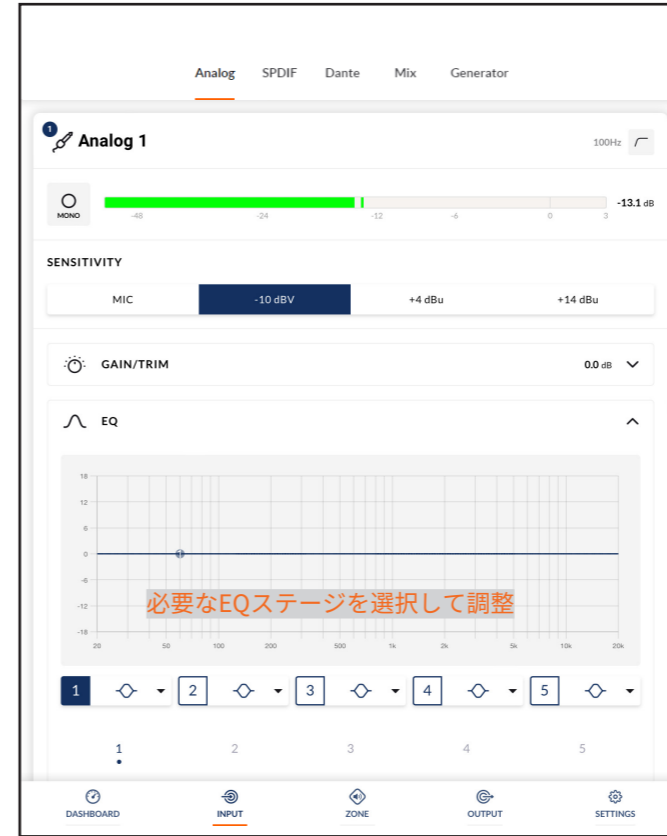 Analog SPDIF Dante Mix Generator
1
Analog 1
100Hz
MONO
-13.1 dB
-48 -24 -12 -6 0 3
SENSITIVITY
MIC -10 dBV +4 dBu +14 dBu
GAIN/TRIM 0.0 dB
EQ
18
12
6
0
1
-6
必要なEQステージを選択して調整
-12
-18
20 50 100 200 500 1k 2k 5k 10k 20k
1 2 3 4 5
1 2 3 4 5
DASHBOARD INPUT ZONE OUTPUT SETTINGS